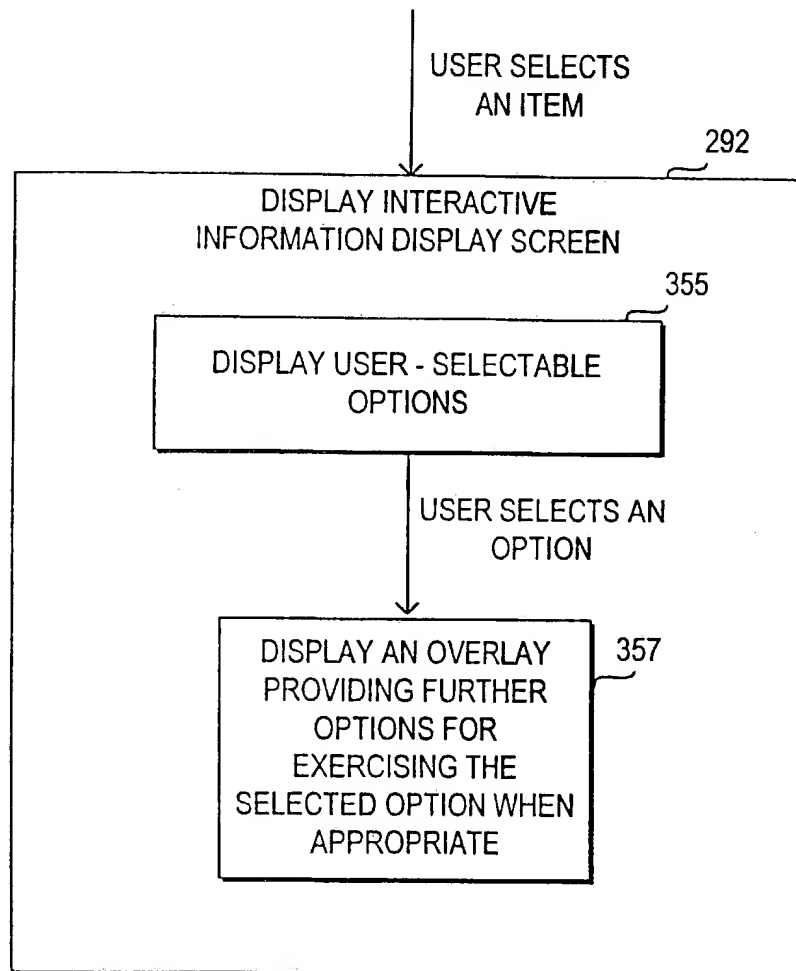 USER SELECTS
AN ITEM
292
DISPLAY INTERACTIVE
INFORMATION DISPLAY SCREEN
355
DISPLAY USER - SELECTABLE
OPTIONS
USER SELECTS AN
OPTION
357
DISPLAY AN OVERLAY
PROVIDING FURTHER
OPTIONS FOR
EXERCISING THE
SELECTED OPTION WHEN
APPROPRIATE